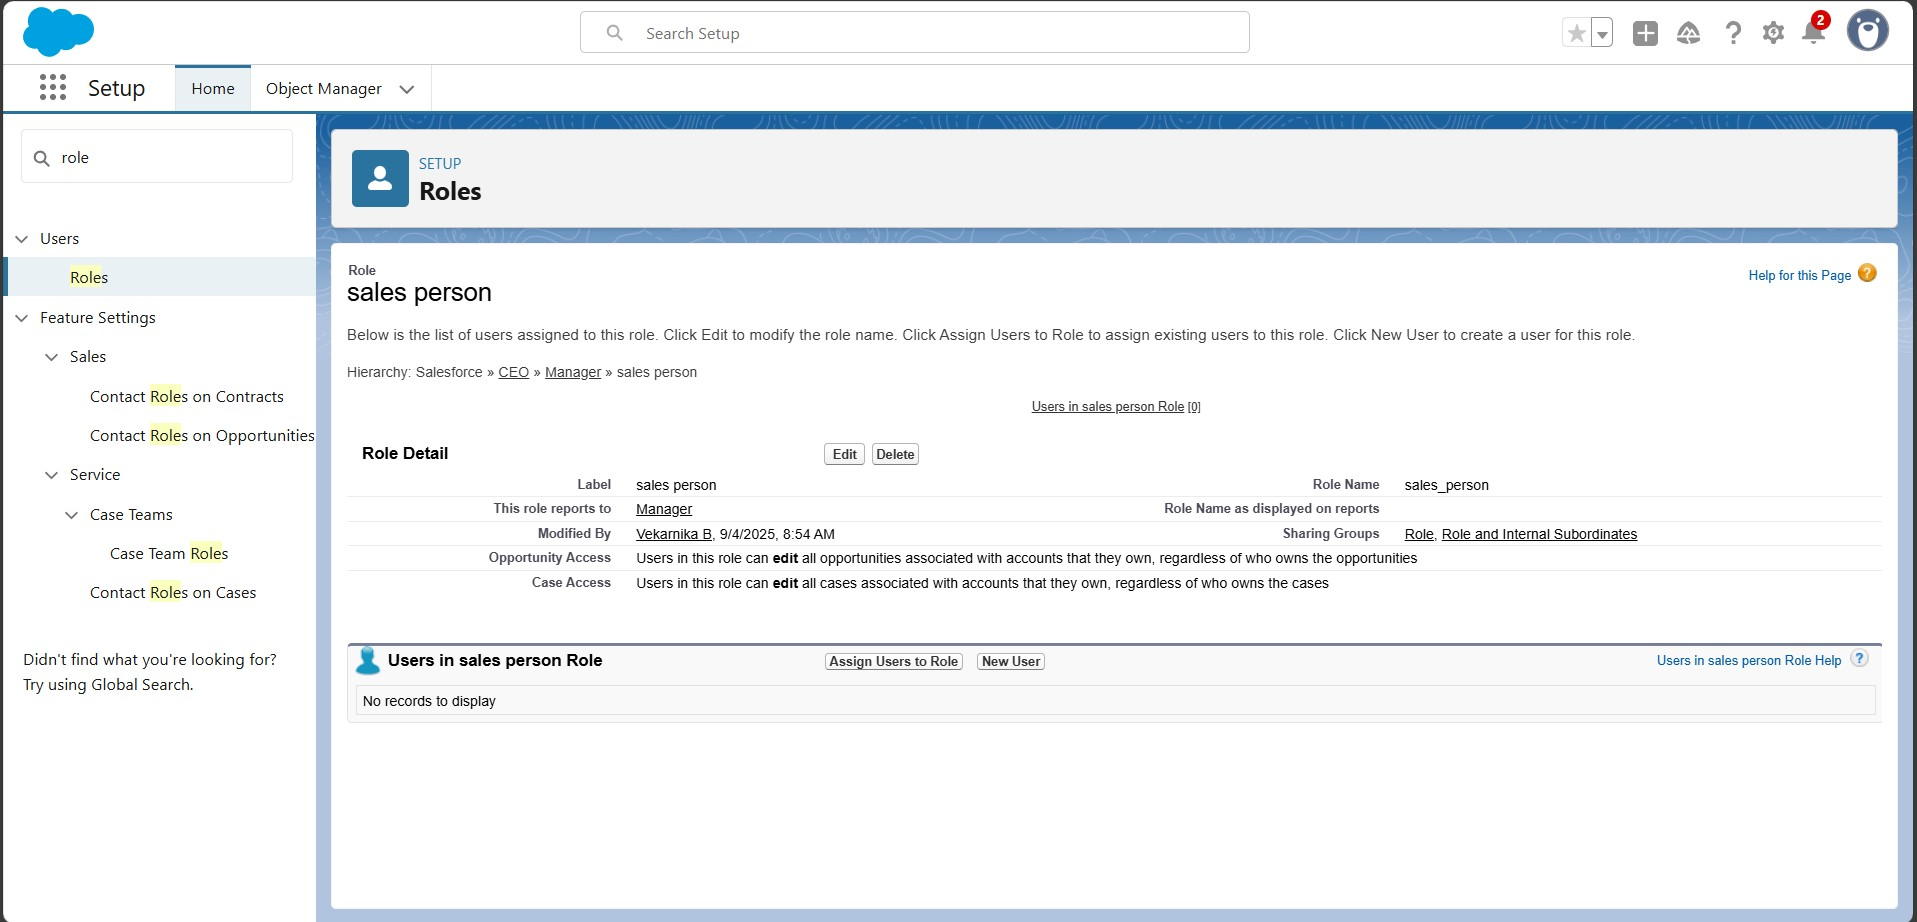 Search Setup
2
Setup
Home
Object Manager
role
Users
Roles
Feature Settings
Sales
Contact Roles on Contracts
Contact Roles on Opportunities
Service
Case Teams
Case Team Roles
Contact Roles on Cases
Didn't find what you're looking for?
Try using Global Search.
SETUP
Roles
Role
sales person
Help for this Page ?
Below is the list of users assigned to this role. Click Edit to modify the role name. Click Assign Users to Role to assign existing users to this role. Click New User to create a user for this role.
Hierarchy: Salesforce » CEO » Manager » sales person
Users in sales person Role [0]
Role Detail Edit Delete
Label sales person Role Name sales_person
This role reports to Manager Role Name as displayed on reports
Modified By Vekarnika B, 9/4/2025, 8:54 AM Sharing Groups Role, Role and Internal Subordinates
Opportunity Access Users in this role can edit all opportunities associated with accounts that they own, regardless of who owns the opportunities
Case Access Users in this role can edit all cases associated with accounts that they own, regardless of who owns the cases
Users in sales person Role Assign Users to Role New User Users in sales person Role Help ?
No records to display